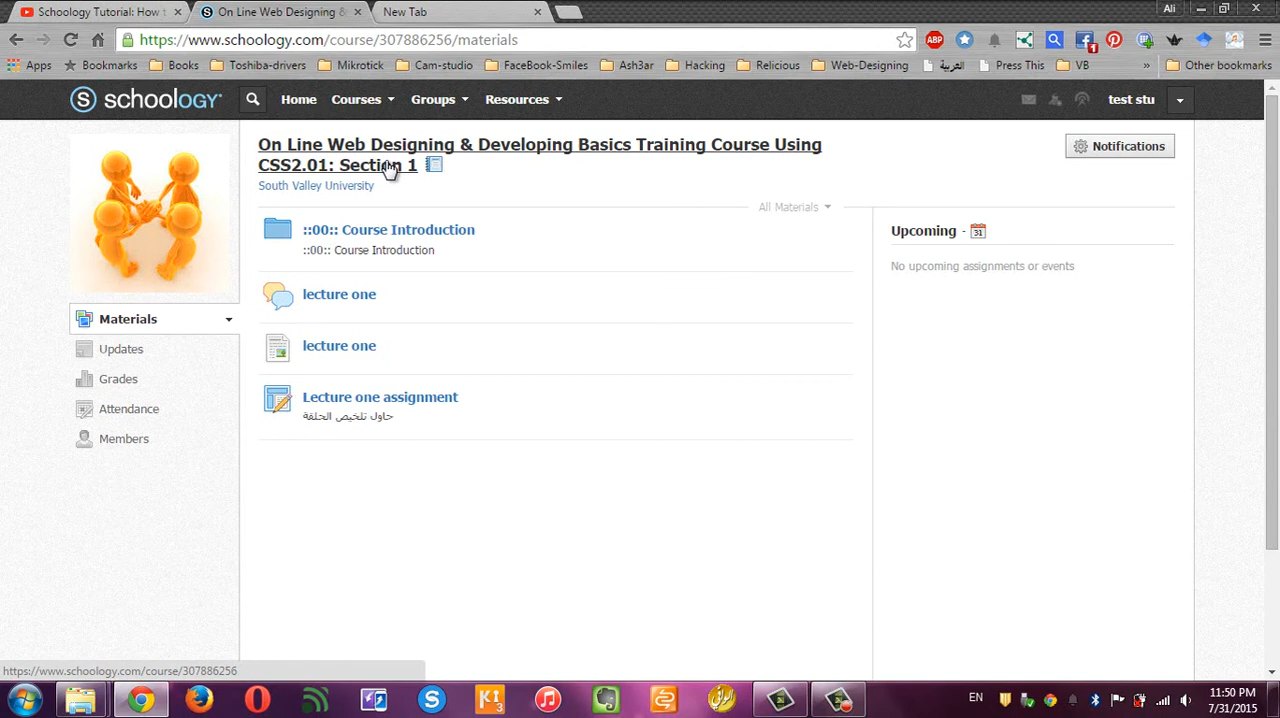 Schoology Tutorial: How t
On Line Web Designing &
New Tab
Ali
https://www.schoology.com/course/307886256/materials
ABP
1
Apps
Bookmarks
Books
Toshiba-drivers
Mikrotick
Cam-studio
FaceBook-Smiles
Ash3ar
Hacking
Relicious
Web-Designing
العربية
Press This
VB
»
Other bookmarks
S schoology
Home
Courses
Groups
Resources
test stu
On Line Web Designing & Developing Basics Training Course Using
CSS2.01: Section 1
Notifications
South Valley University
All Materials
::00:: Course Introduction
::00:: Course Introduction
Upcoming - 31
No upcoming assignments or events
lecture one
lecture one
Lecture one assignment
حاول تلخيص الحلقة
Materials
Updates
Grades
Attendance
Members
https://www.schoology.com/course/307886256
EN
11:50 PM
7/31/2015